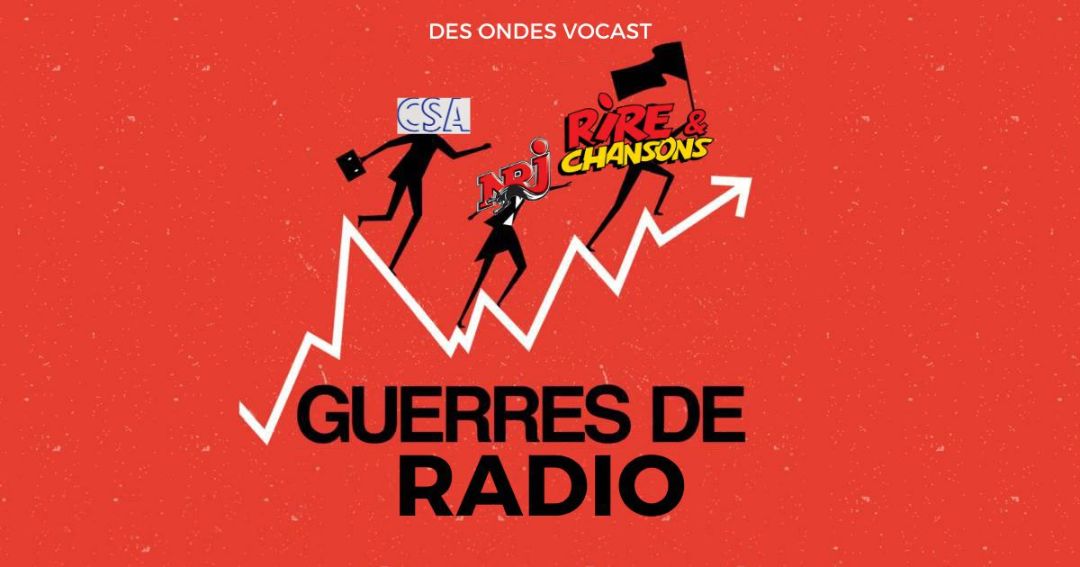 DES ONDES VOCAST
CSA
RIRE &
CHANSONS
NRJ
GUERRES DE
RADIO